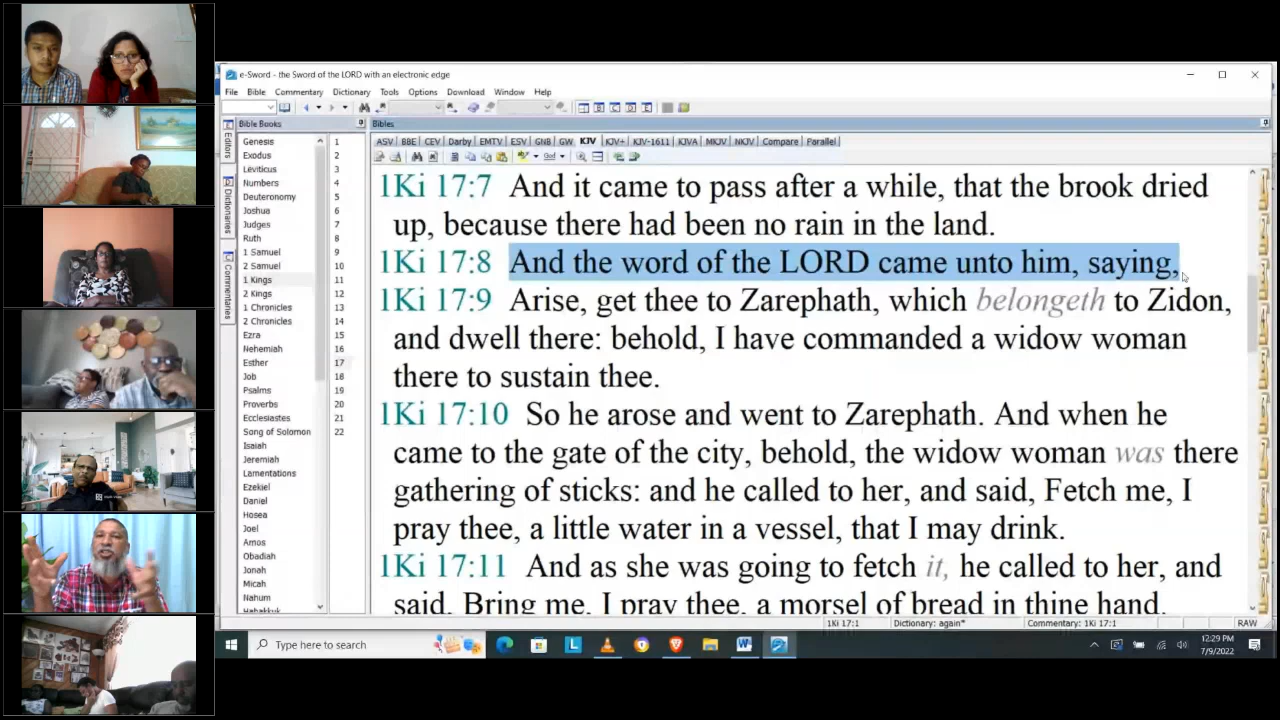 e-Sword - the Sword of the LORD with an electronic edge
File Bible Commentary Dictionary Tools Options Download Window Help
Bible Books
Bibles
Editors
Dictionaries
Commentaries
ASV BBE CEV Darby EMTV ESV GNB GW KJV KJV+ KJV-1611 KJVA MKJV NKJV Compare Parallel
Genesis 1
Exodus 2
Leviticus 3
Numbers 4
Deuteronomy 5
Joshua 6
Judges 7
Ruth 8
1 Samuel 9
2 Samuel 10
1 Kings 11
2 Kings 12
1 Chronicles 13
2 Chronicles 14
Ezra 15
Nehemiah 16
Esther 17
Job 18
Psalms 19
Proverbs 20
Ecclesiastes 21
Song of Solomon 22
Isaiah
Jeremiah
Lamentations
Ezekiel
Daniel
Hosea
Joel
Amos
Obadiah
Jonah
Micah
Nahum
Habakkuk
1Ki 17:7 And it came to pass after a while, that the brook dried
up, because there had been no rain in the land.
1Ki 17:8 And the word of the LORD came unto him, saying,
1Ki 17:9 Arise, get thee to Zarephath, which belongeth to Zidon,
and dwell there: behold, I have commanded a widow woman
there to sustain thee.
1Ki 17:10 So he arose and went to Zarephath. And when he
came to the gate of the city, behold, the widow woman was there
gathering of sticks: and he called to her, and said, Fetch me, I
pray thee, a little water in a vessel, that I may drink.
1Ki 17:11 And as she was going to fetch it, he called to her, and
said, Bring me, I pray thee, a morsel of bread in thine hand.
1Ki 17:1 Dictionary: again* Commentary: 1Ki 17:1 RAW
Type here to search
12:29 PM
7/9/2022